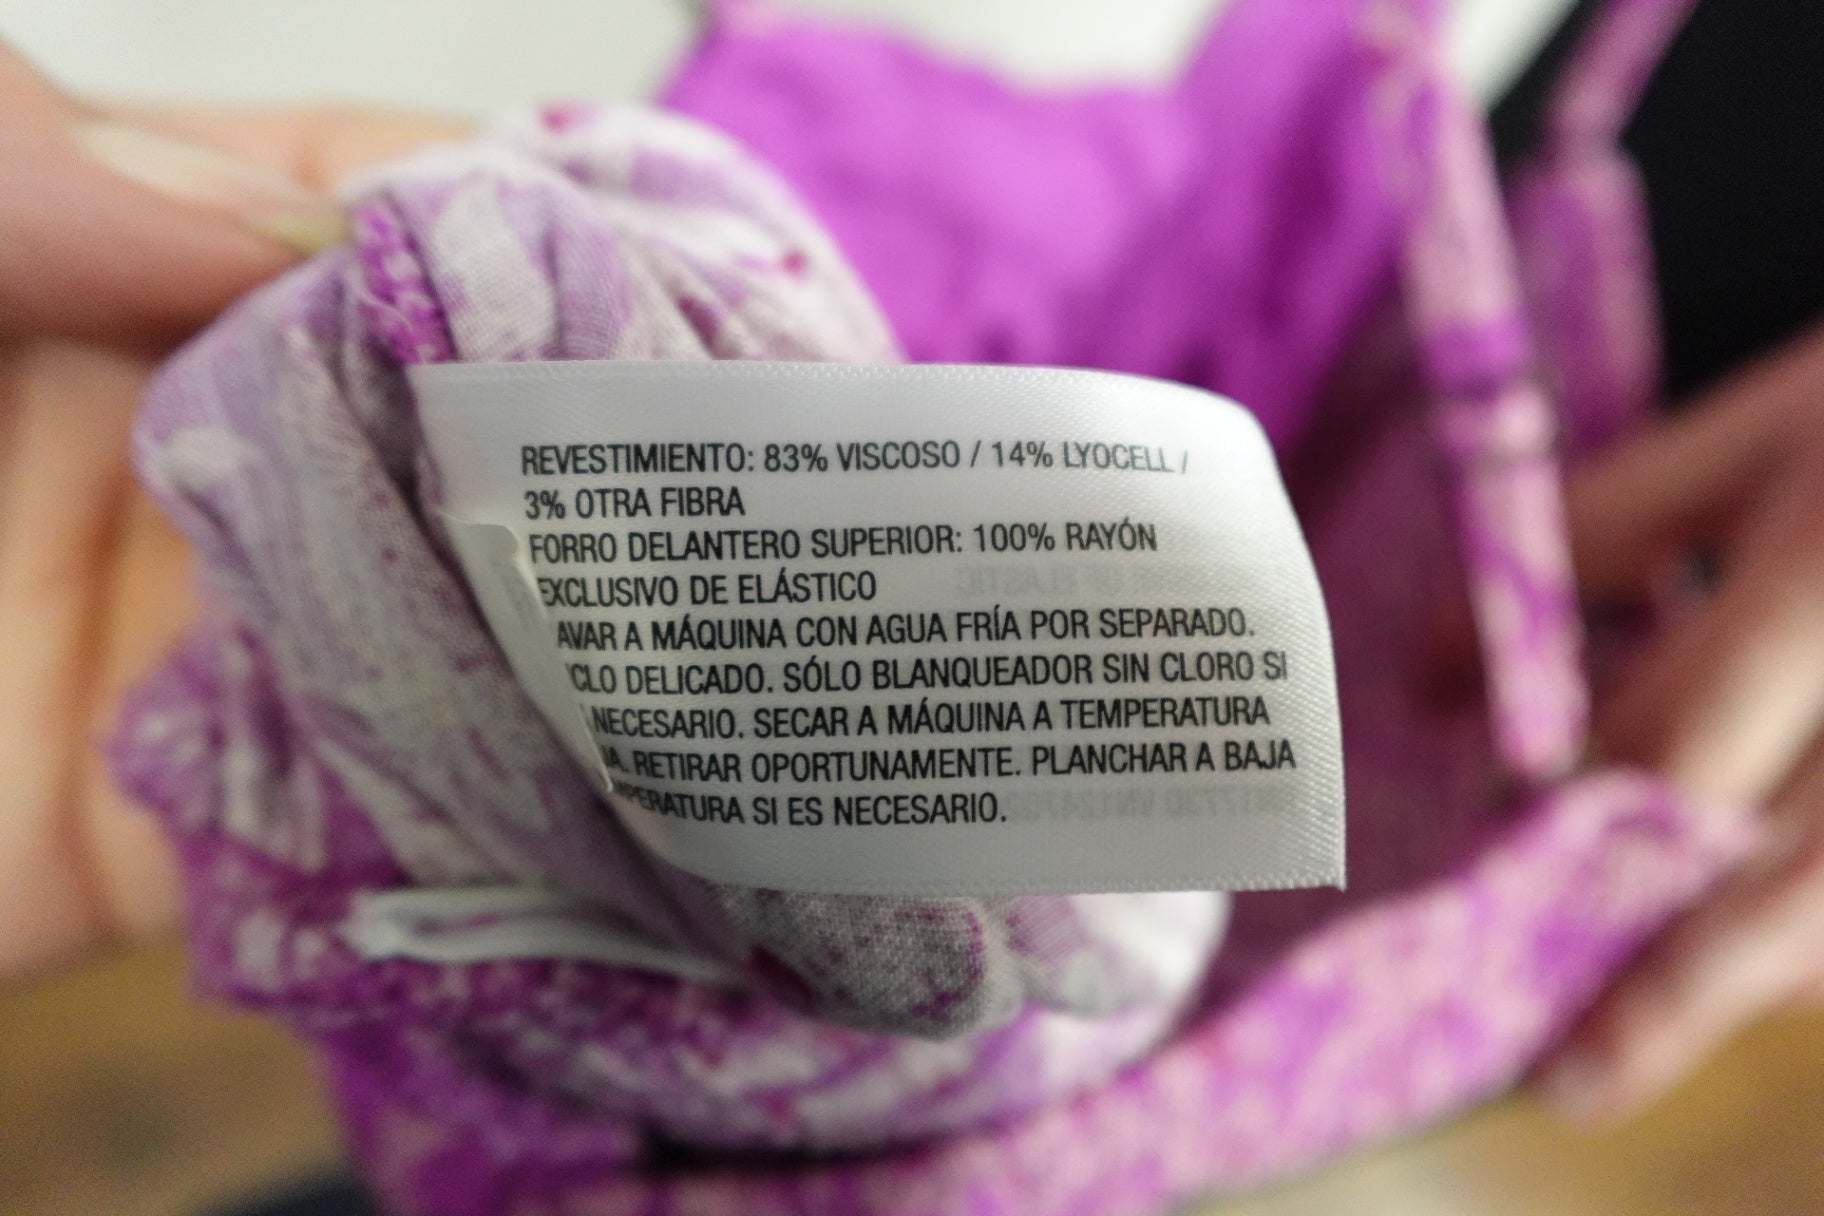 REVESTIMIENTO: 83% VISCOSO / 14% LYOCELL /
3% OTRA FIBRA
FORRO DELANTERO SUPERIOR: 100% RAYÓN
EXCLUSIVO DE ELÁSTICO
AVAR A MÁQUINA CON AGUA FRÍA POR SEPARADO.
CLO DELICADO. SÓLO BLANQUEADOR SIN CLORO SI
NECESARIO. SECAR A MÁQUINA A TEMPERATURA
JA. RETIRAR OPORTUNAMENTE. PLANCHAR A BAJA
MPERATURA SI ES NECESARIO.